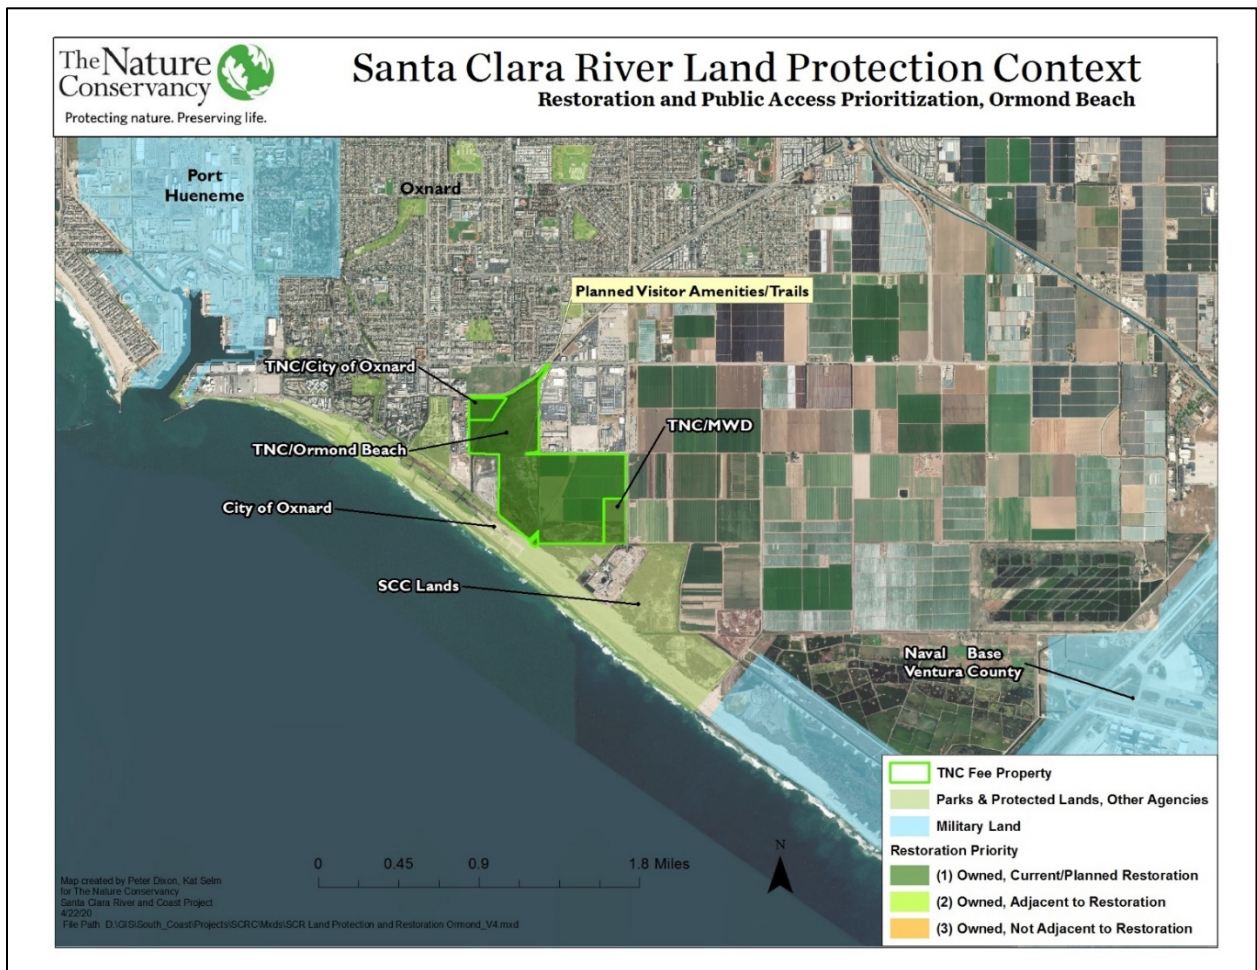 The Nature
Conservancy
Protecting nature. Preserving life.
Santa Clara River Land Protection Context
Restoration and Public Access Prioritization, Ormond Beach
Port
Hueneme
Oxnard
Planned Visitor Amenities/Trails
TNC/City of Oxnard
TNC/Ormond Beach
TNC/MWD
City of Oxnard
SCC Lands
Naval Base
Ventura County
TNC Fee Property
Parks & Protected Lands, Other Agencies
Military Land
Restoration Priority
(1) Owned, Current/Planned Restoration
(2) Owned, Adjacent to Restoration
(3) Owned, Not Adjacent to Restoration
0 0.45 0.9 1.8 Miles
N
Map created by Peter Dixon, Kat Selm
for The Nature Conservancy
Santa Clara River and Coast Project
4/22/20
File Path D:\GIS\South_Coast\Projects\SCRC\Mxds\SCR Land Protection and Restoration Ormond_V4.mxd